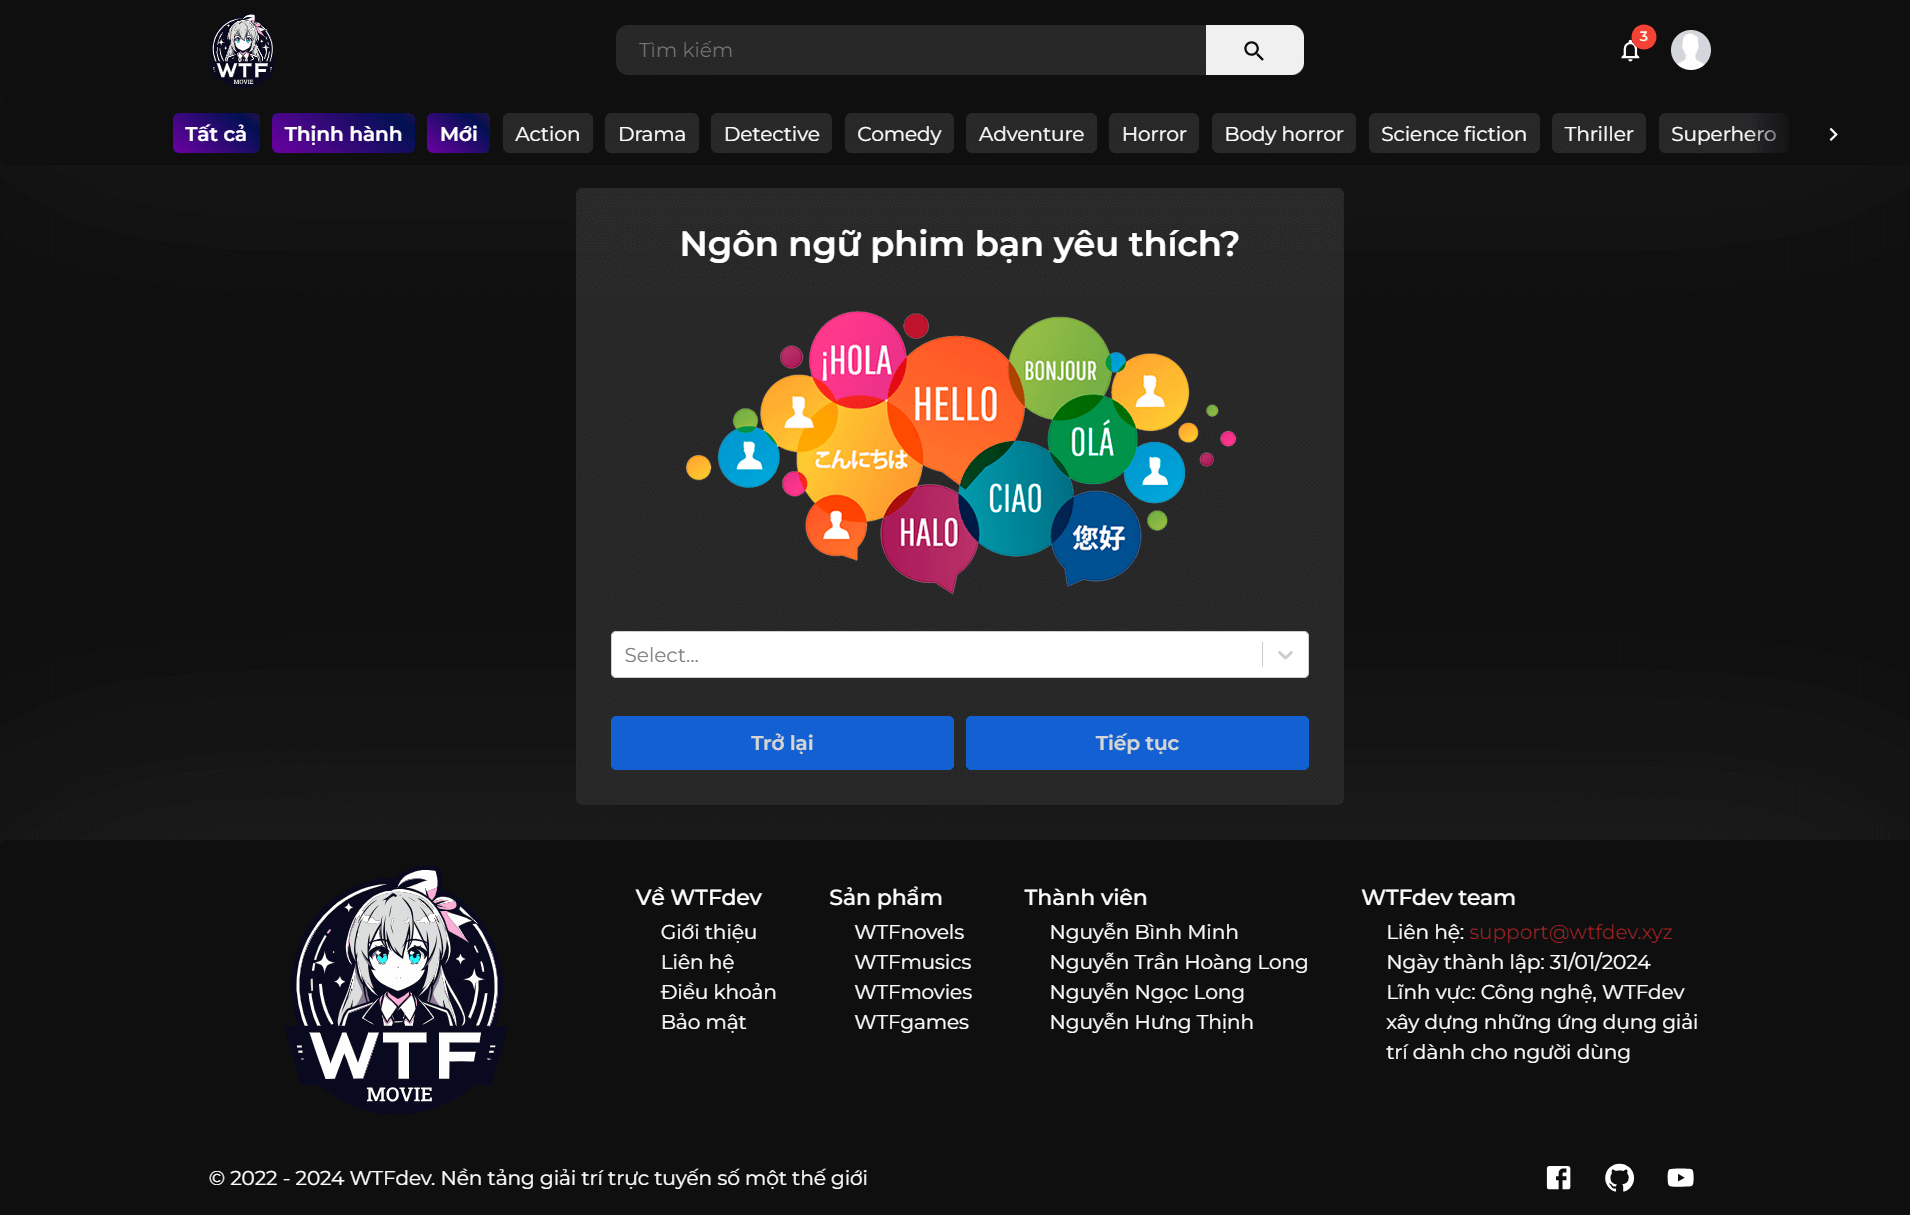 WTF
MOVIE
Tìm kiếm
3
Tất cả
Thịnh hành
Mới
Action
Drama
Detective
Comedy
Adventure
Horror
Body horror
Science fiction
Thriller
Superhero
Ngôn ngữ phim bạn yêu thích?
¡HOLA
HELLO
BONJOUR
OLÁ
こんにちは
CIAO
HALO
您好
Select...
Trở lại
Tiếp tục
WTF
MOVIE
Về WTFdev
Giới thiệu
Liên hệ
Điều khoản
Bảo mật
Sản phẩm
WTFnovels
WTFmusics
WTFmovies
WTFgames
Thành viên
Nguyễn Bình Minh
Nguyễn Trần Hoàng Long
Nguyễn Ngọc Long
Nguyễn Hưng Thịnh
WTFdev team
Liên hệ: support@wtfdev.xyz
Ngày thành lập: 31/01/2024
Lĩnh vực: Công nghệ, WTFdev
xây dựng những ứng dụng giải
trí dành cho người dùng
© 2022 - 2024 WTFdev. Nền tảng giải trí trực tuyến số một thế giới